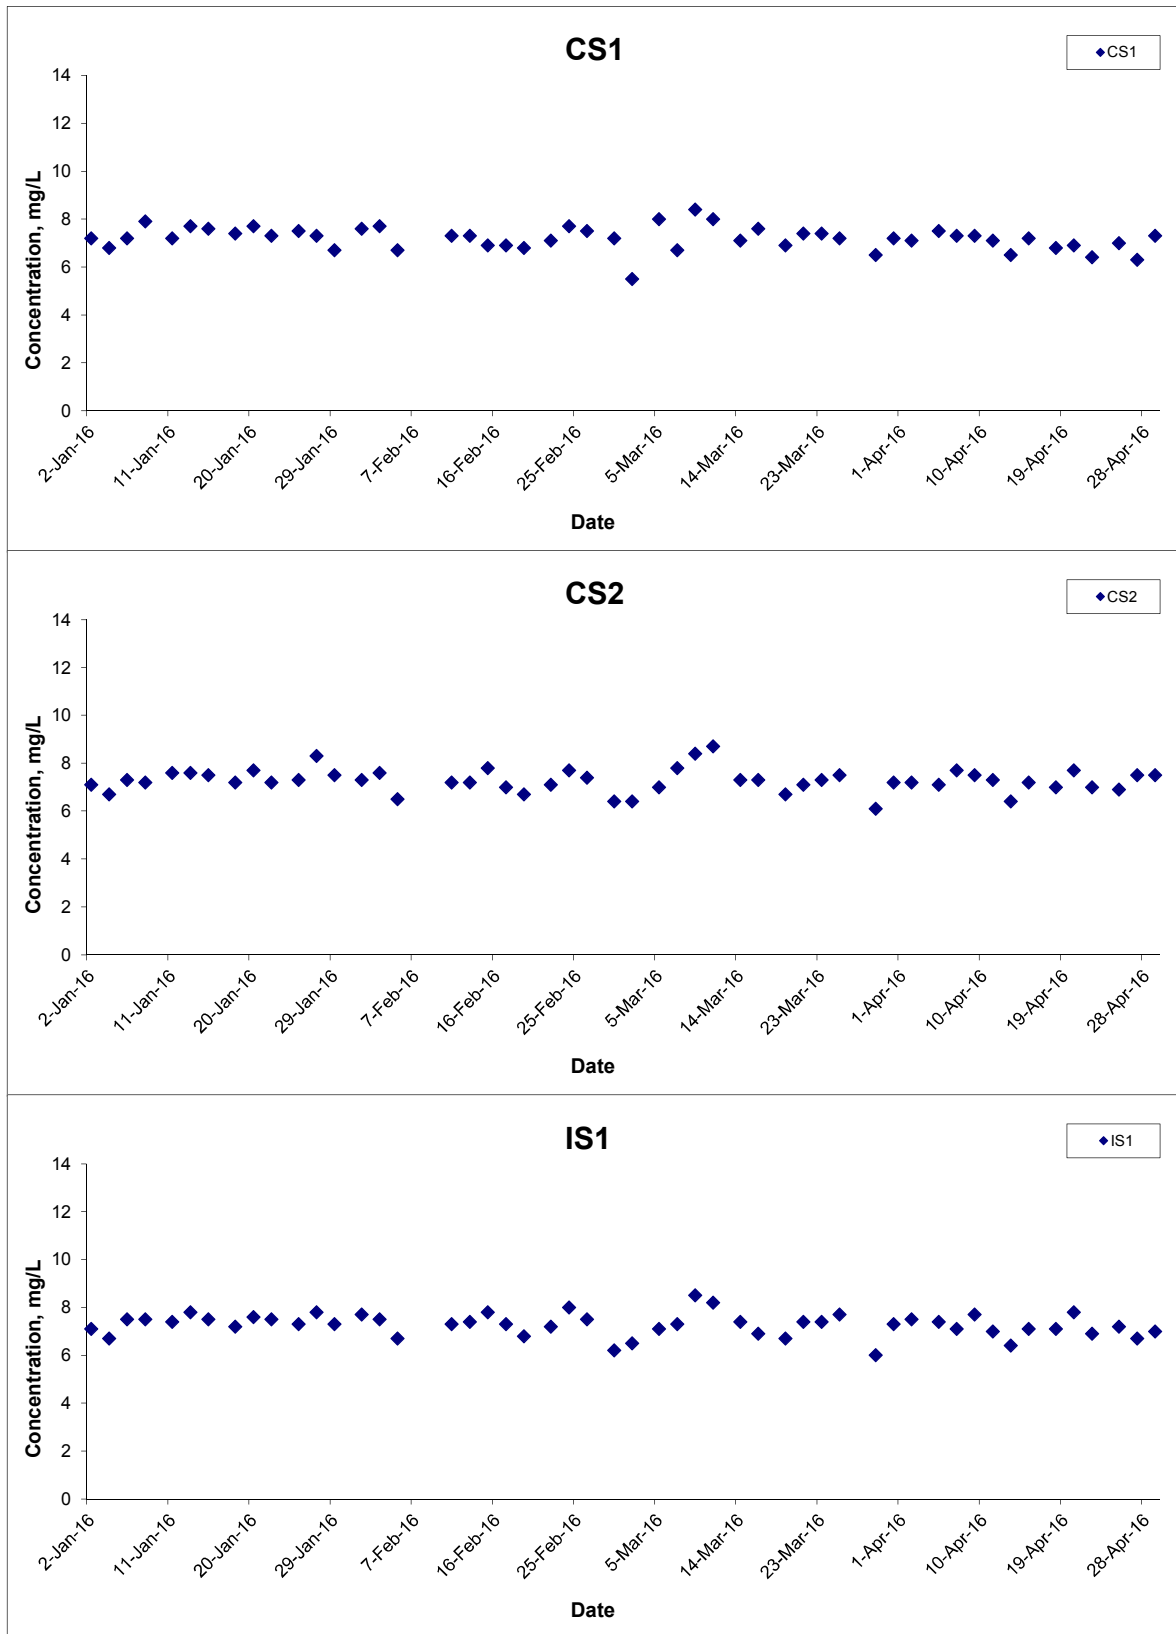 CS1
CS1
14
12
10
8
6
4
2
0
Concentration, mg/L
2-Jan-16
11-Jan-16
20-Jan-16
29-Jan-16
7-Feb-16
16-Feb-16
25-Feb-16
5-Mar-16
14-Mar-16
23-Mar-16
1-Apr-16
10-Apr-16
19-Apr-16
28-Apr-16
Date
CS2
CS2
14
12
10
8
6
4
2
0
Concentration, mg/L
2-Jan-16
11-Jan-16
20-Jan-16
29-Jan-16
7-Feb-16
16-Feb-16
25-Feb-16
5-Mar-16
14-Mar-16
23-Mar-16
1-Apr-16
10-Apr-16
19-Apr-16
28-Apr-16
Date
IS1
IS1
14
12
10
8
6
4
2
0
Concentration, mg/L
2-Jan-16
11-Jan-16
20-Jan-16
29-Jan-16
7-Feb-16
16-Feb-16
25-Feb-16
5-Mar-16
14-Mar-16
23-Mar-16
1-Apr-16
10-Apr-16
19-Apr-16
28-Apr-16
Date